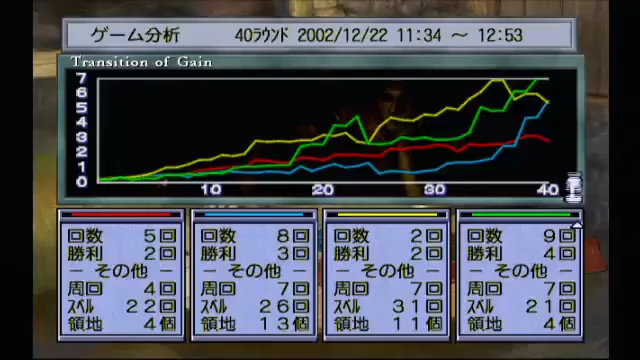 ゲーム分析 40ラウンド 2002/12/22 11:34 ～ 12:53
Transition of Gain
7
6
5
4
3
2
1
0
10 20 30 40
回数 5回 回数 8回 回数 2回 回数 9回
勝利 2回 勝利 3回 勝利 2回 勝利 4回
－ その他 － － その他 － － その他 － － その他 －
周回 4回 周回 7回 周回 7回 周回 7回
スペル 22回 スペル 26回 スペル 31回 スペル 21回
領地 4個 領地 13個 領地 11個 領地 4個